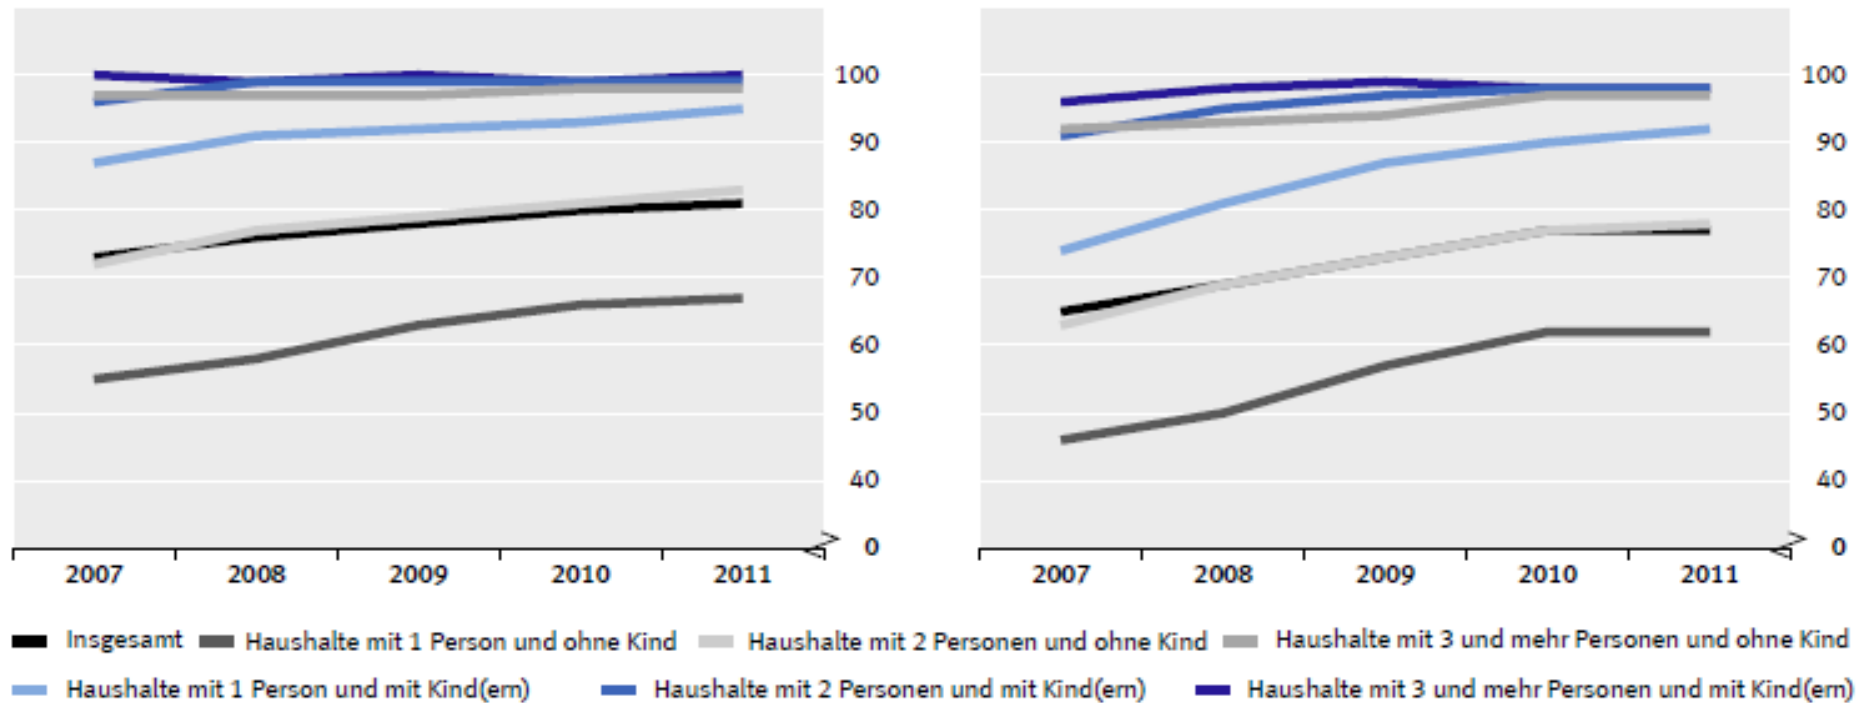 100 100
90 90
80 80
70 70
60 60
50 50
40 40
0 0
2007 2008 2009 2010 2011 2007 2008 2009 2010 2011
Insgesamt Haushalte mit 1 Person und ohne Kind Haushalte mit 2 Personen und ohne Kind Haushalte mit 3 und mehr Personen und ohne Kind
Haushalte mit 1 Person und mit Kind(ern) Haushalte mit 2 Personen und mit Kind(ern) Haushalte mit 3 und mehr Personen und mit Kind(ern)